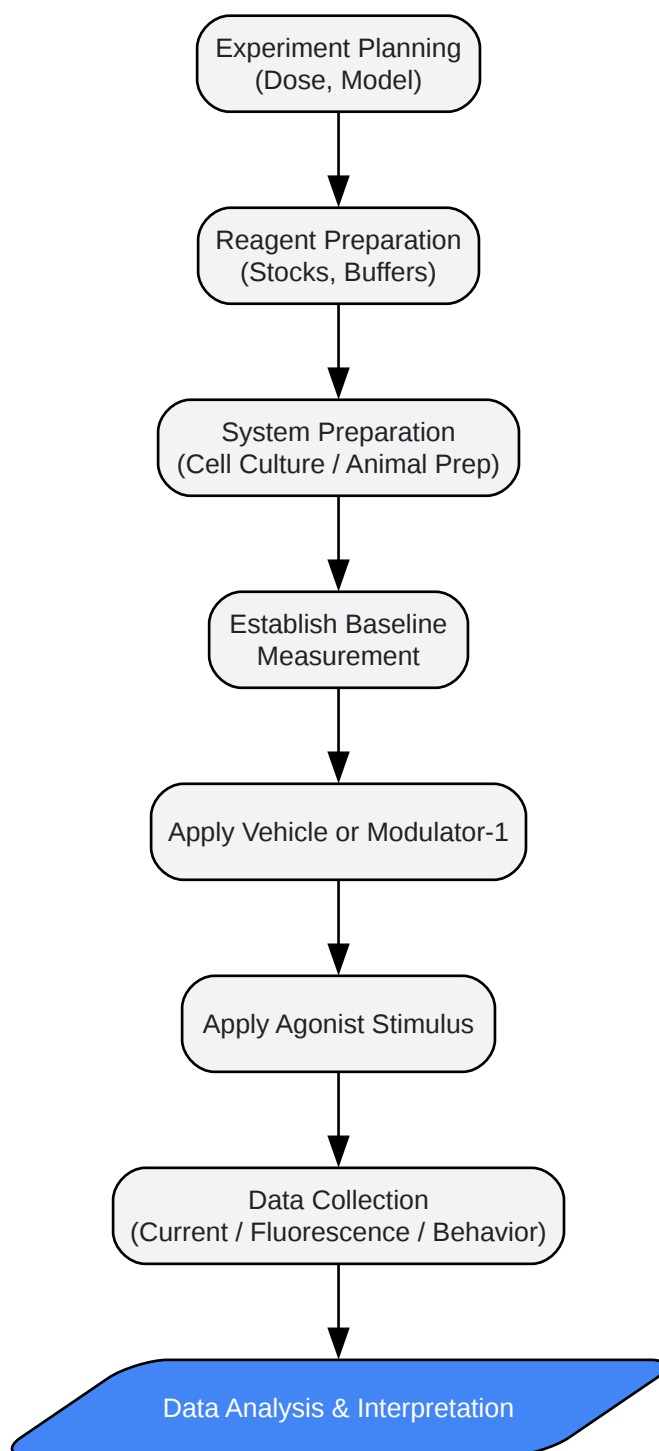 Experiment Planning
(Dose, Model)
Reagent Preparation
(Stocks, Buffers)
System Preparation
(Cell Culture / Animal Prep)
Establish Baseline
Measurement
Apply Vehicle or Modulator-1
Apply Agonist Stimulus
Data Collection
(Current / Fluorescence / Behavior)
Data Analysis & Interpretation